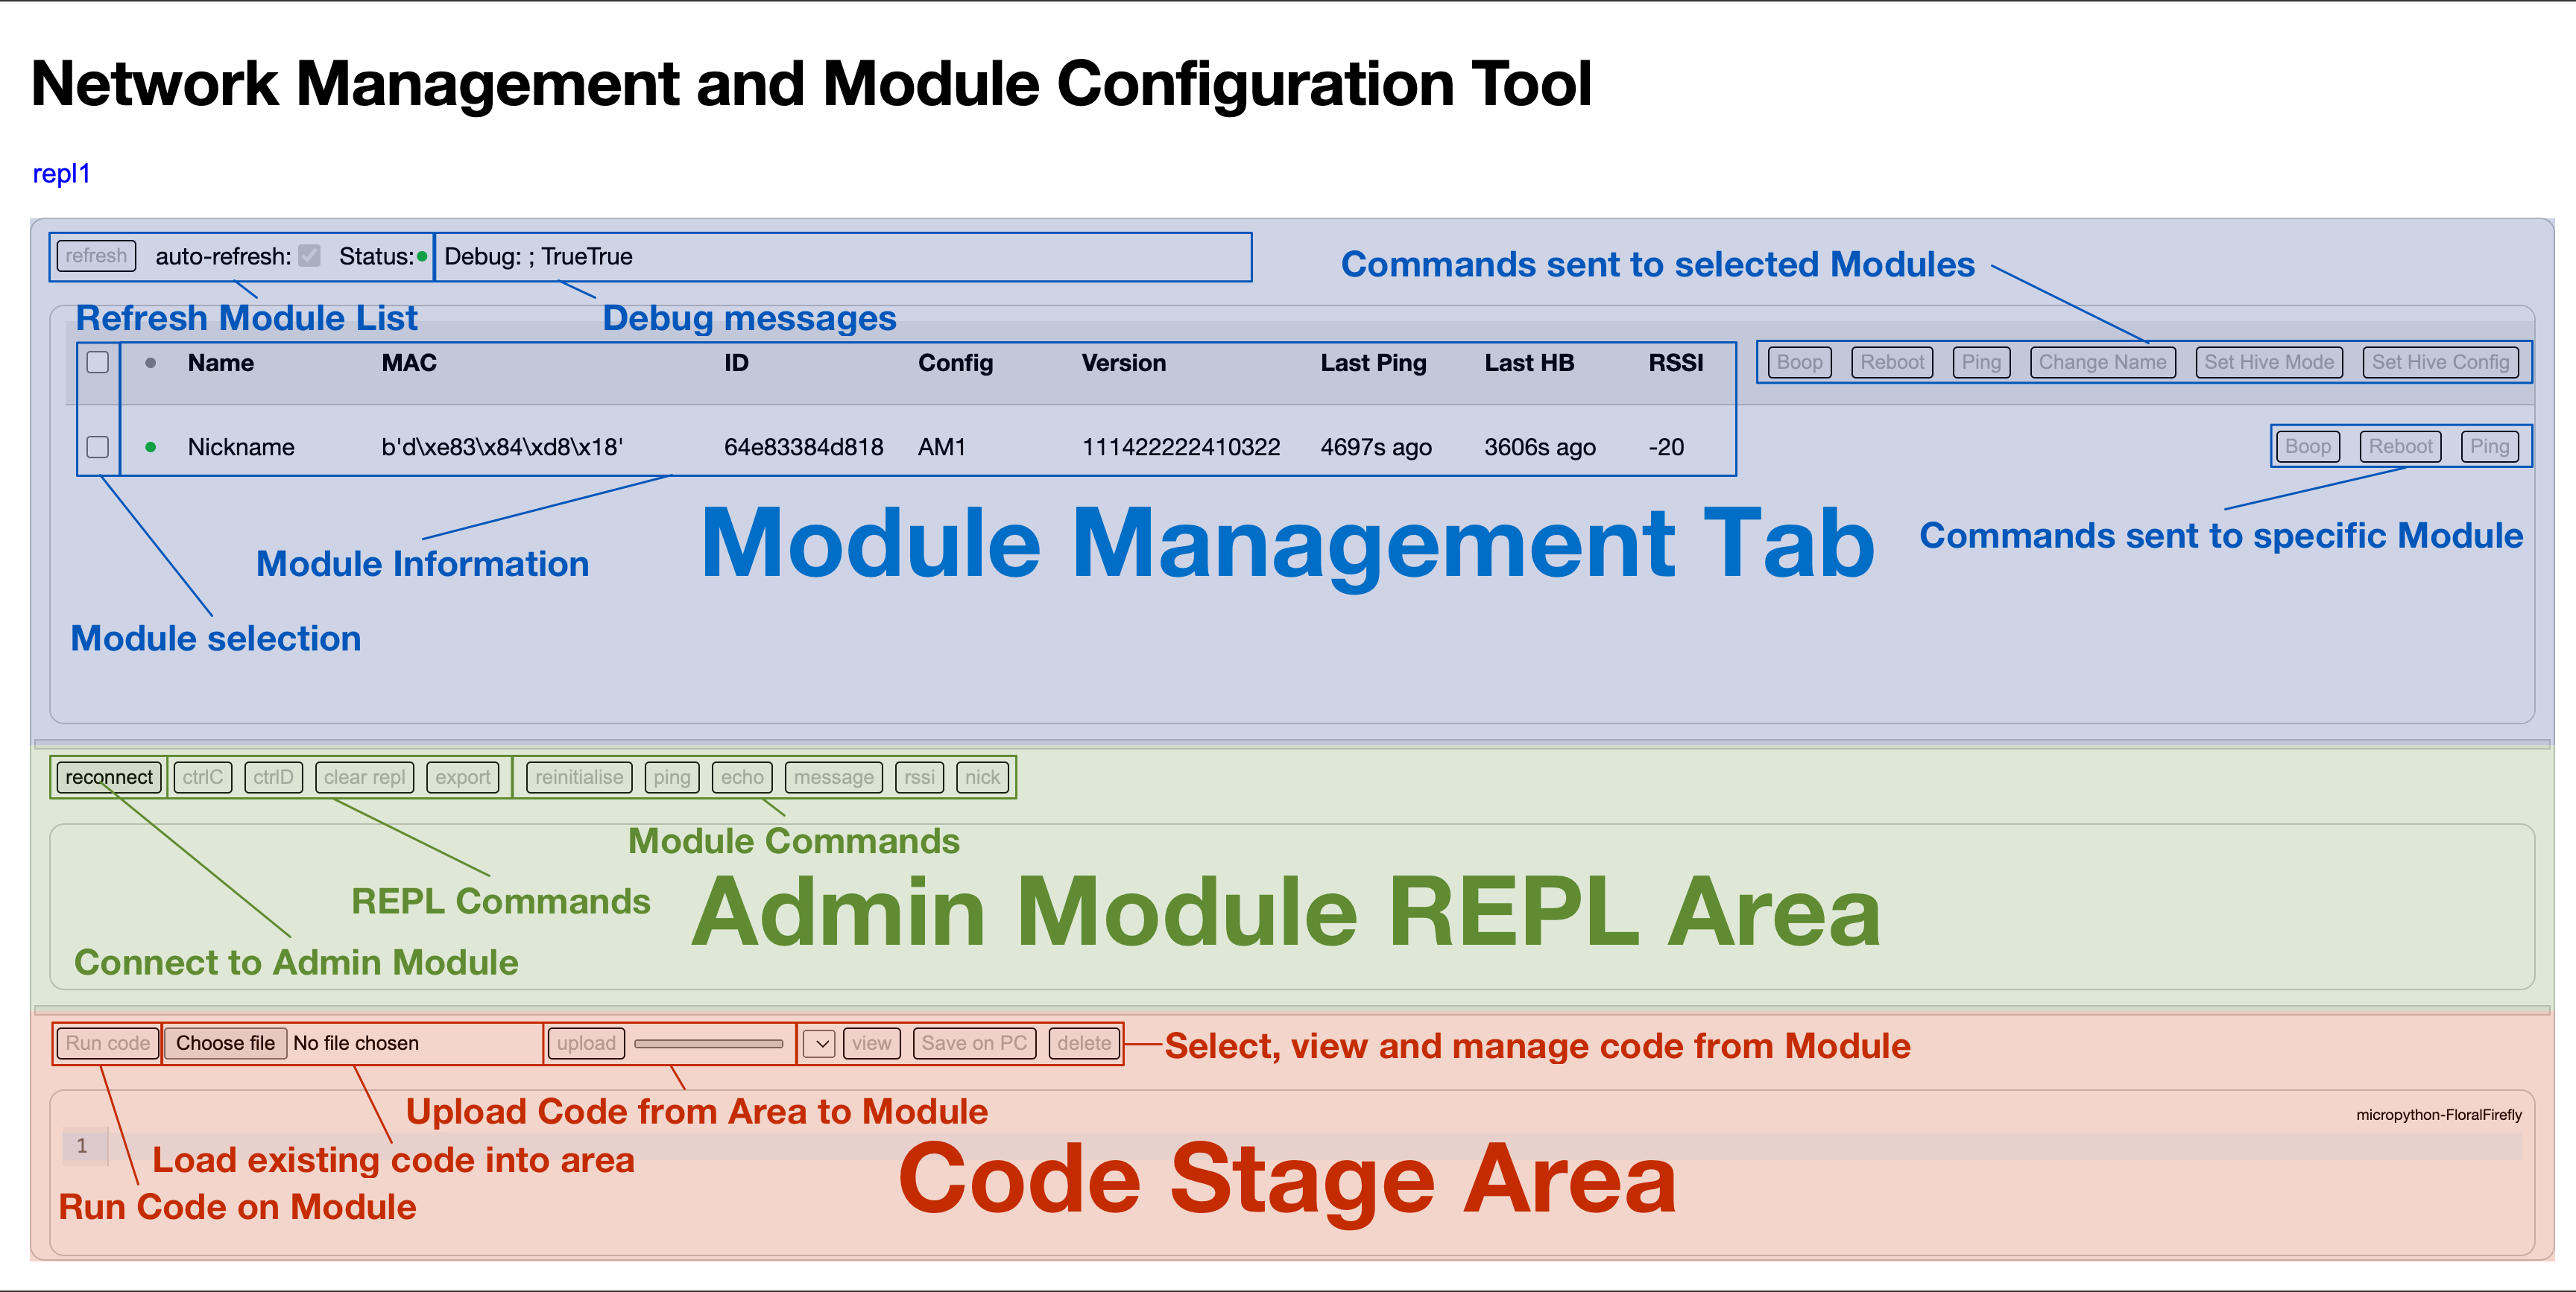 Network Management and Module Configuration Tool
repl1
refresh auto-refresh: Status: Debug: ; TrueTrue
Commands sent to selected Modules
Refresh Module List Debug messages
Name MAC ID Config Version Last Ping Last HB RSSI Boop Reboot Ping Change Name Set Hive Mode Set Hive Config
Nickname b'd\xe83\x84\xd8\x18' 64e83384d818 AM1 111422222410322 4697s ago 3606s ago -20 Boop Reboot Ping
Module Management Tab
Commands sent to specific Module
Module Information
Module selection
reconnect ctrlC ctrlD clear repl export reinitialise ping echo message rssi nick
Module Commands
REPL Commands
Admin Module REPL Area
Connect to Admin Module
Run code Choose file No file chosen upload view Save on PC delete
Select, view and manage code from Module
Upload Code from Area to Module
micropython-FloralFirefly
1
Load existing code into area
Code Stage Area
Run Code on Module